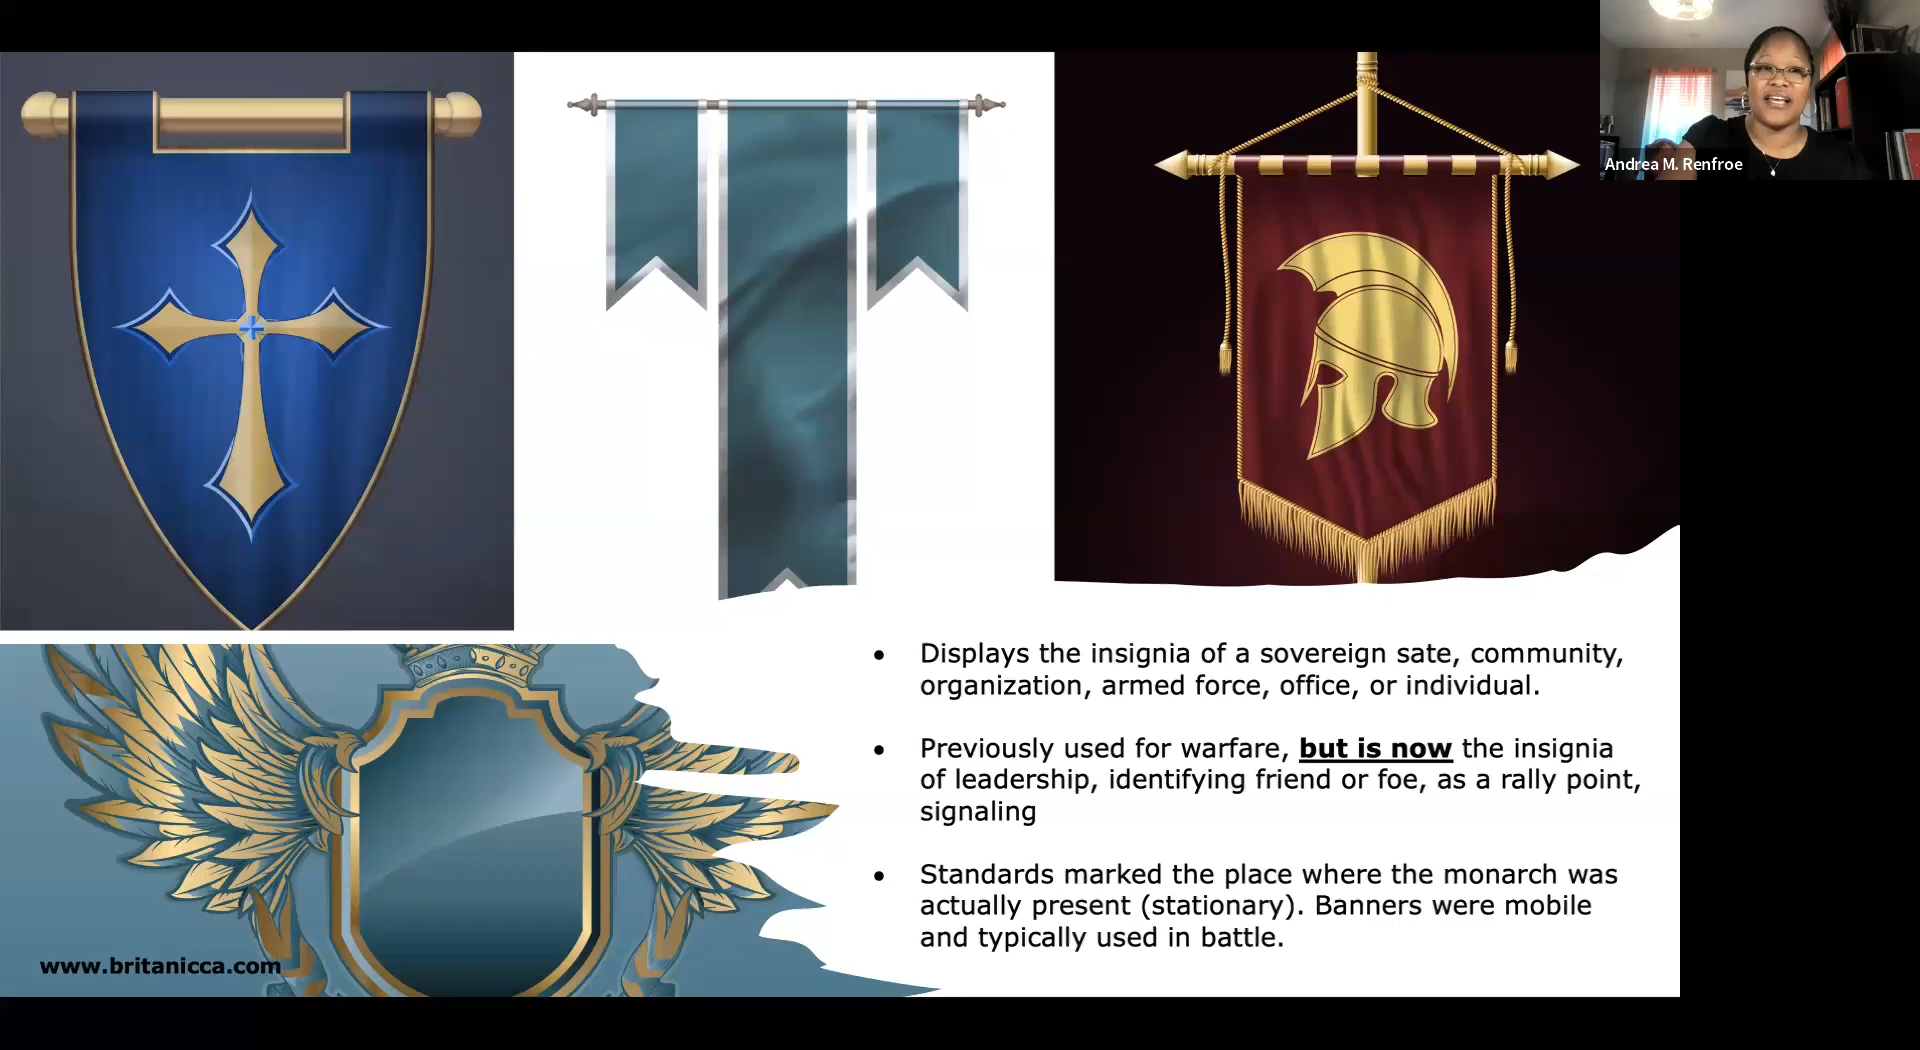 Andrea M. Renfroe
• Displays the insignia of a sovereign sate, community,
organization, armed force, office, or individual.
• Previously used for warfare, but is now the insignia
of leadership, identifying friend or foe, as a rally point,
signaling
• Standards marked the place where the monarch was
actually present (stationary). Banners were mobile
and typically used in battle.
www.britanicca.com